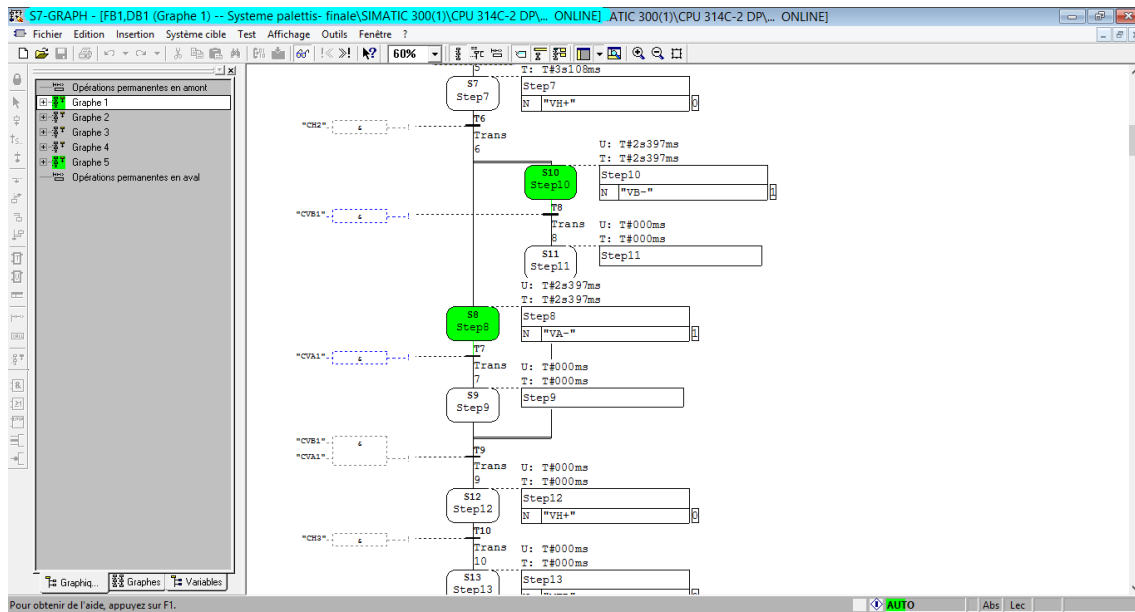 S7-GRAPH - [FB1,DB1 (Graphe 1) -- Systeme palettis- finale\SIMATIC 300(1)\CPU 314C-2 DP\... ONLINE] ATIC 300(1)\CPU 314C-2 DP\... ONLINE]
Fichier Edition Insertion Système cible Test Affichage Outils Fenêtre ?
60%
Opérations permanentes en amont
Graphe 1
Graphe 2
Graphe 3
Graphe 4
Graphe 5
Opérations permanentes en aval
T: T#3s108ms
S7
Step7
Step7
N "VH+" 0
T6
"CH2" &
Trans
6
U: T#2s397ms
T: T#2s397ms
S10
Step10
Step10
N "VB-" 1
T8
"CVB1" &
Trans
8
U: T#000ms
T: T#000ms
S11
Step11
Step11
U: T#2s397ms
T: T#2s397ms
S8
Step8
Step8
N "VA-" 1
T7
"CVA1" &
Trans
7
U: T#000ms
T: T#000ms
S9
Step9
Step9
"CVB1" &
"CVA1"
T9
Trans
9
U: T#000ms
T: T#000ms
S12
Step12
Step12
N "VH+" 0
T10
"CH3" &
Trans
10
U: T#000ms
T: T#000ms
S13
Step13
Step13
Graphiq... Graphes Variables
Pour obtenir de l'aide, appuyez sur F1.
AUTO
Abs Lec